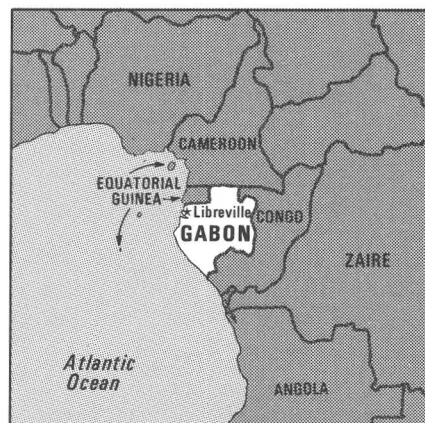 NIGERIA
CAMEROON
EQUATORIAL
GUINEA
Libreville
CONGO
GABON
ZAIRE
Atlantic
Ocean
ANGOLA